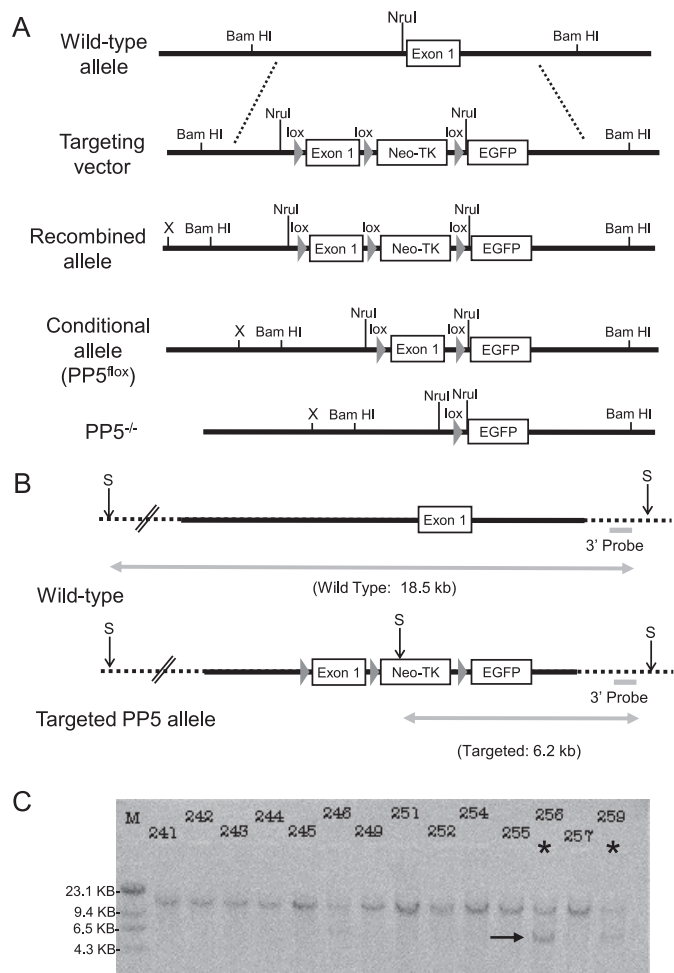 A
Wild-type
allele
Bam HI
NruI
Exon 1
Bam HI
Targeting
vector
Bam HI
NruI
lox
Exon 1
lox
Neo-TK
lox
NruI
EGFP
Bam HI
Recombined
allele
X
Bam HI
NruI
lox
Exon 1
lox
Neo-TK
lox
NruI
EGFP
Bam HI
Conditional
allele
(PP5flox)
X
Bam HI
NruI
lox
Exon 1
lox
NruI
EGFP
Bam HI
PP5-/-
X
Bam HI
NruI
lox
NruI
EGFP
Bam HI
B
S
Exon 1
S
3' Probe
(Wild Type: 18.5 kb)
Wild-type
S
Exon 1
S
Neo-TK
EGFP
S
3' Probe
Targeted PP5 allele
(Targeted: 6.2 kb)
C
M
241
242
243
244
245
246
249
251
252
254
255
256
257
259
* *
23.1 KB-
9.4 KB-
6.5 KB-
4.3 KB-